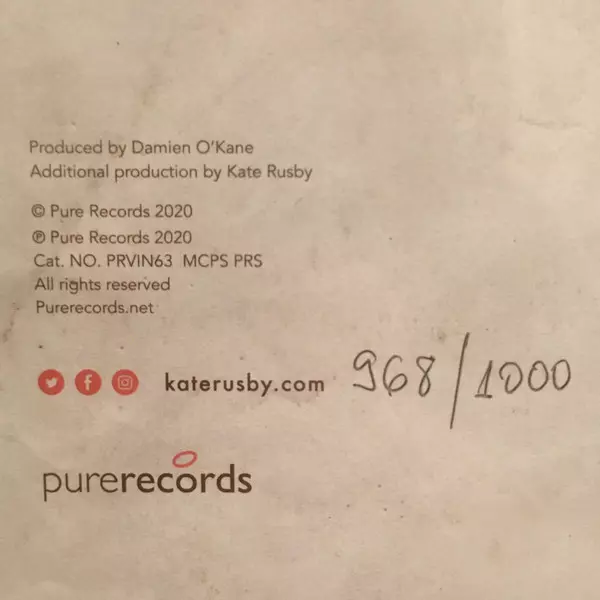 Produced by Damien O'Kane
Additional production by Kate Rusby
© Pure Records 2020
℗ Pure Records 2020
Cat. NO. PRVIN63 MCPS PRS
All rights reserved
Purerecords.net
katerusby.com 968/1000
purerecords